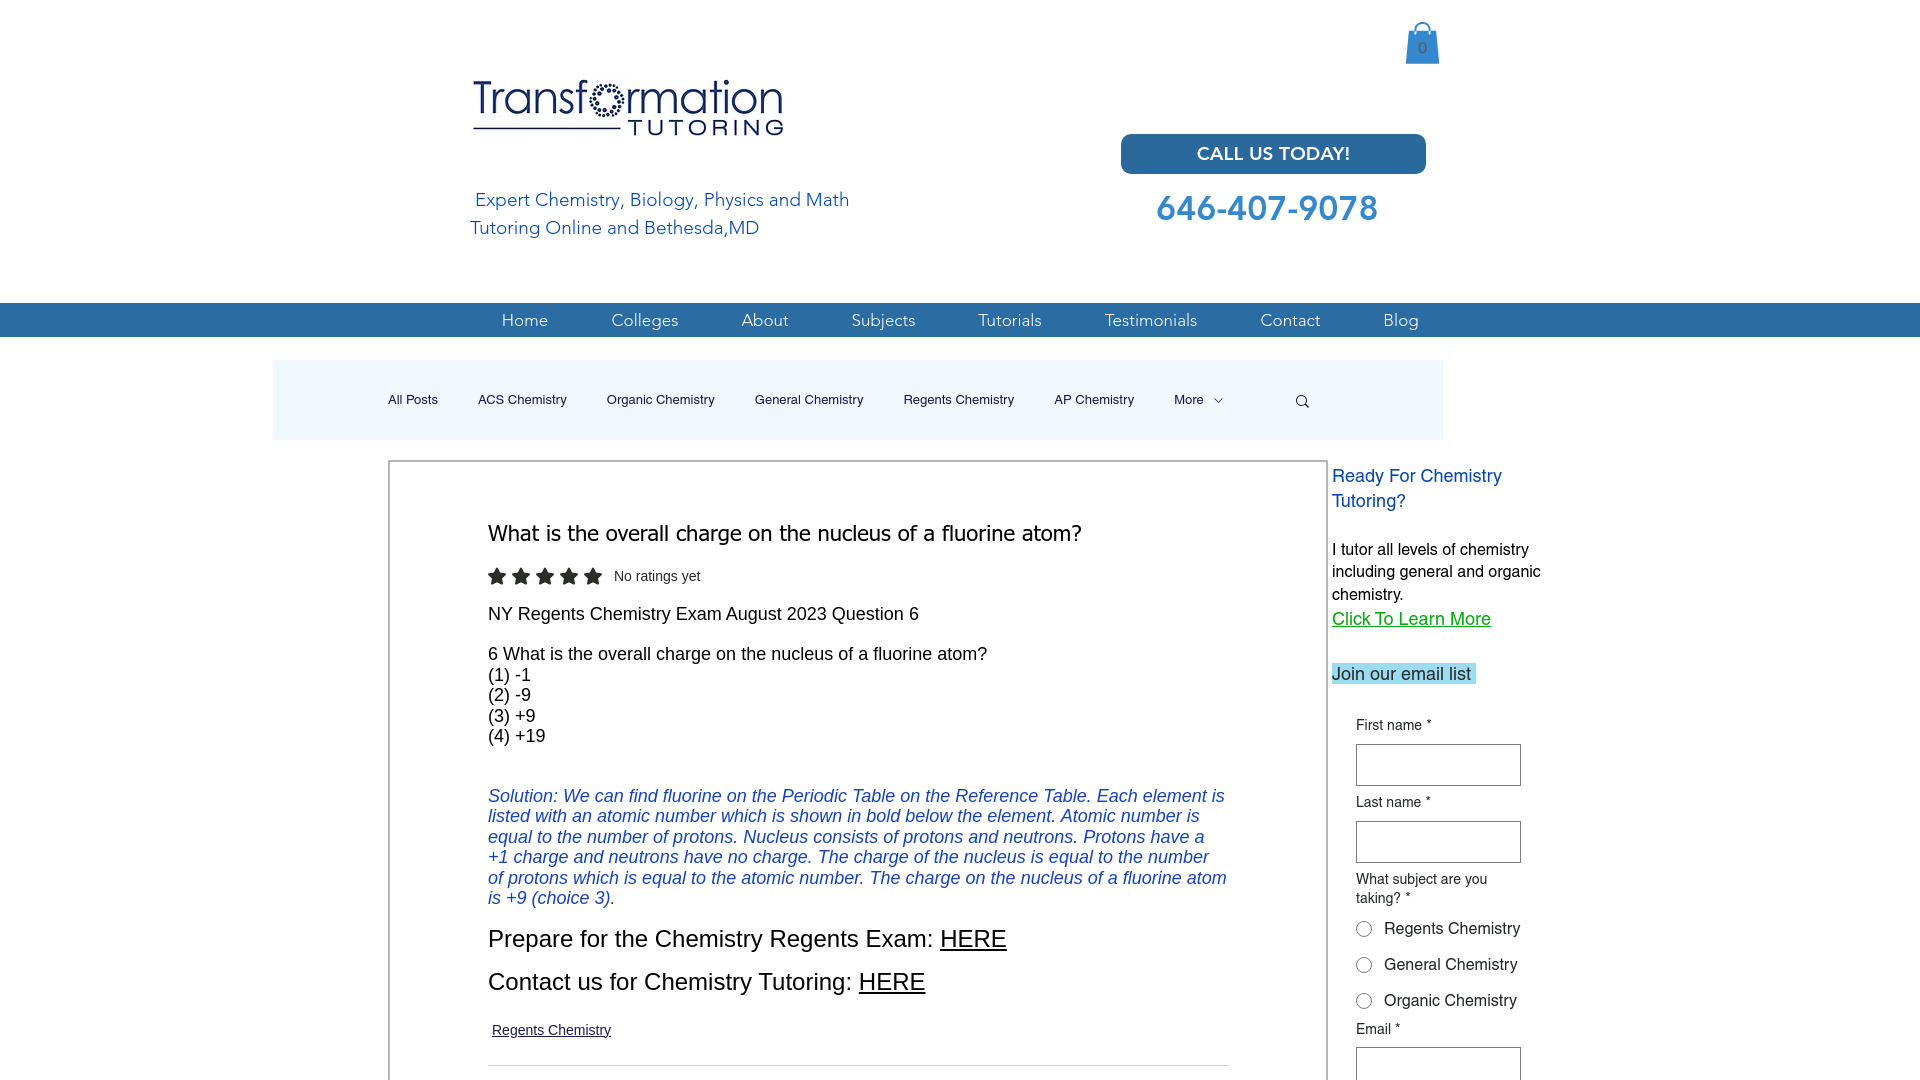 0
Transformation
TUTORING
CALL US TODAY!
Expert Chemistry, Biology, Physics and Math
Tutoring Online and Bethesda,MD
646-407-9078
Home Colleges About Subjects Tutorials Testimonials Contact Blog
All Posts ACS Chemistry Organic Chemistry General Chemistry Regents Chemistry AP Chemistry More
What is the overall charge on the nucleus of a fluorine atom?
No ratings yet
NY Regents Chemistry Exam August 2023 Question 6
6 What is the overall charge on the nucleus of a fluorine atom?
(1) -1
(2) -9
(3) +9
(4) +19
Solution: We can find fluorine on the Periodic Table on the Reference Table. Each element is
listed with an atomic number which is shown in bold below the element. Atomic number is
equal to the number of protons. Nucleus consists of protons and neutrons. Protons have a
+1 charge and neutrons have no charge. The charge of the nucleus is equal to the number
of protons which is equal to the atomic number. The charge on the nucleus of a fluorine atom
is +9 (choice 3).
Prepare for the Chemistry Regents Exam: HERE
Contact us for Chemistry Tutoring: HERE
Regents Chemistry
Ready For Chemistry
Tutoring?
I tutor all levels of chemistry
including general and organic
chemistry.
Click To Learn More
Join our email list
First name *
Last name *
What subject are you
taking? *
Regents Chemistry
General Chemistry
Organic Chemistry
Email *